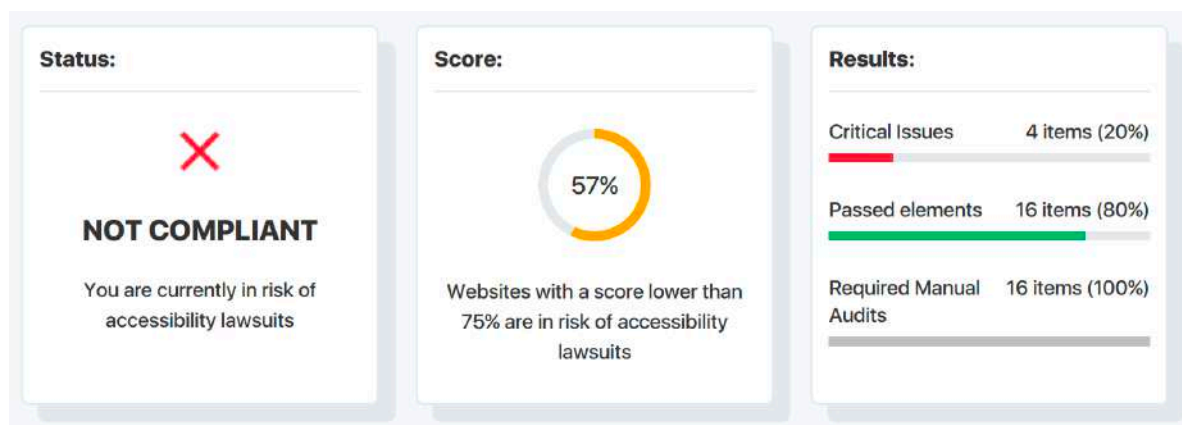 Status:
NOT COMPLIANT
You are currently in risk of
accessibility lawsuits
Score:
57%
Websites with a score lower than
75% are in risk of accessibility
lawsuits
Results:
Critical Issues 4 items (20%)
Passed elements 16 items (80%)
Required Manual 16 items (100%)
Audits